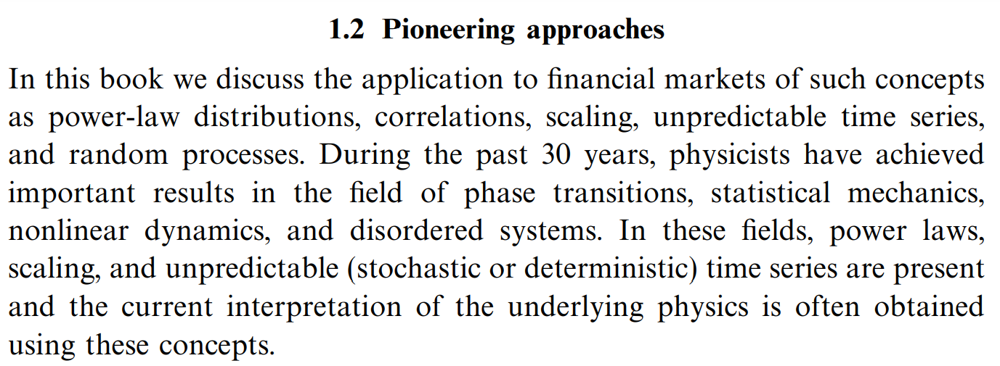 1.2 Pioneering approaches
In this book we discuss the application to financial markets of such concepts
as power-law distributions, correlations, scaling, unpredictable time series,
and random processes. During the past 30 years, physicists have achieved
important results in the field of phase transitions, statistical mechanics,
nonlinear dynamics, and disordered systems. In these fields, power laws,
scaling, and unpredictable (stochastic or deterministic) time series are present
and the current interpretation of the underlying physics is often obtained
using these concepts.